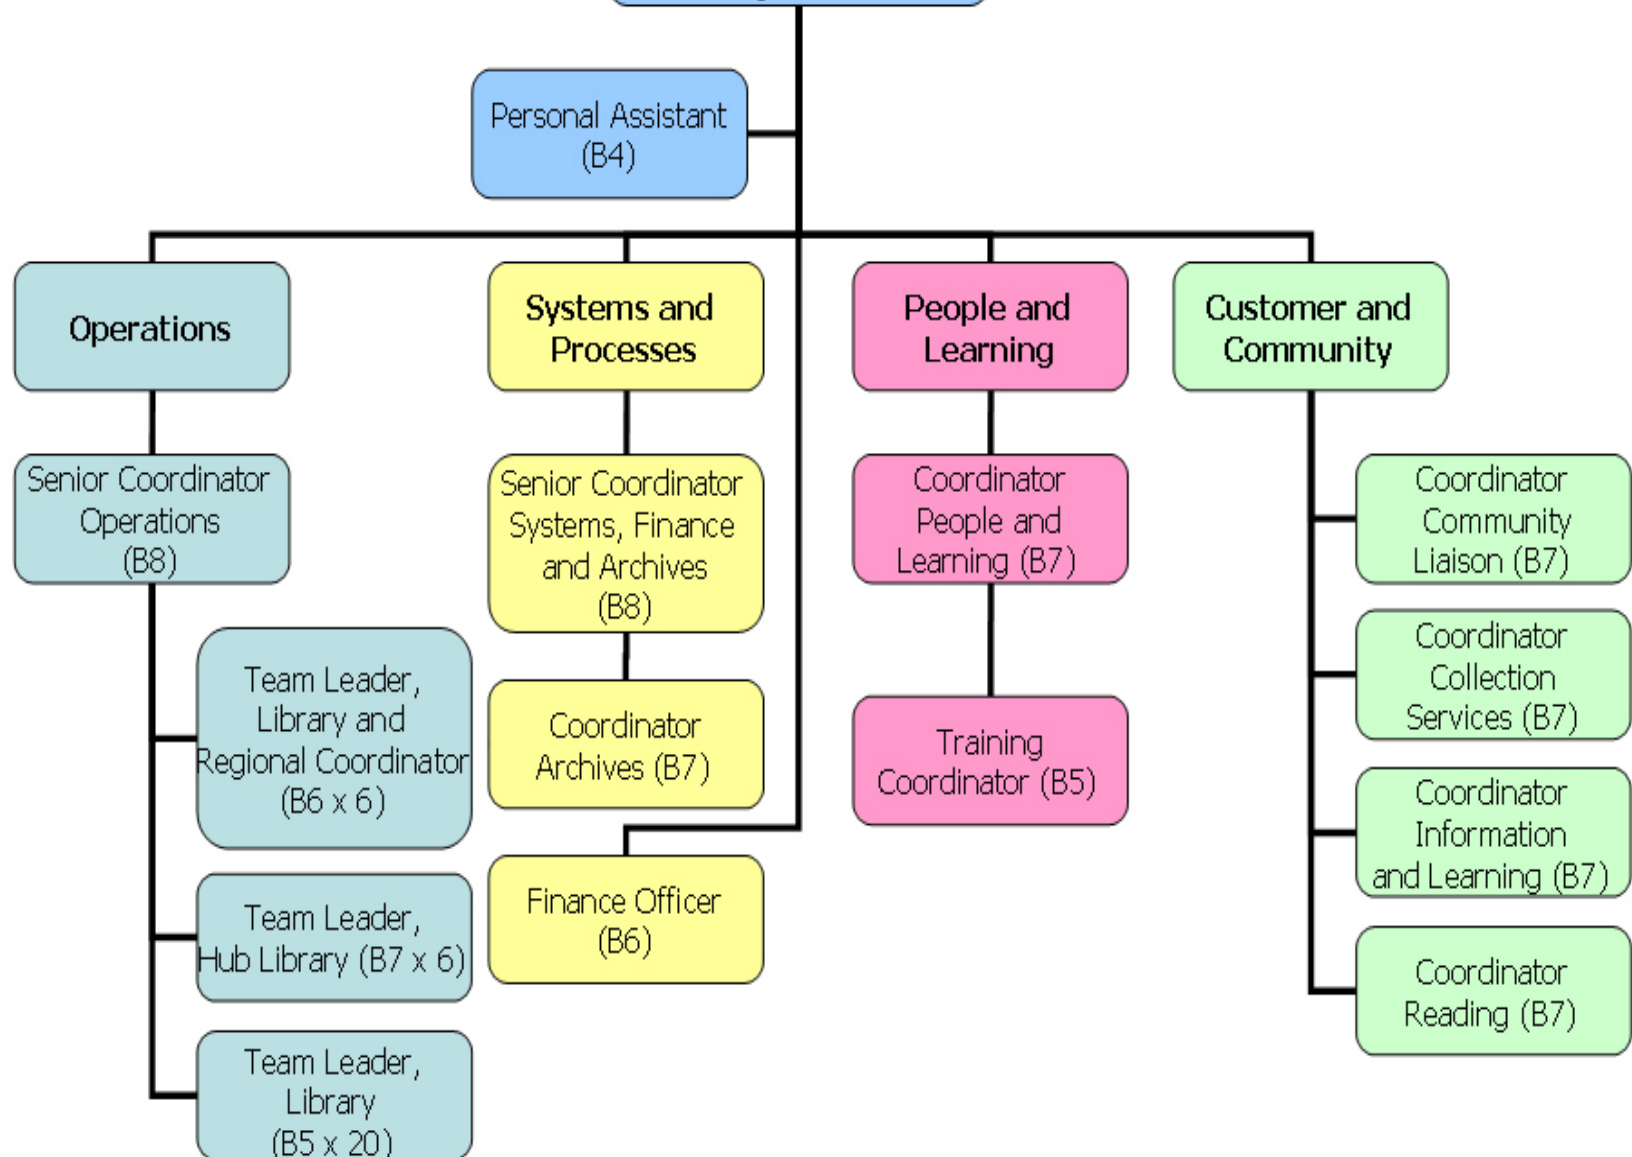 Personal Assistant
(B4)
Operations
Systems and
Processes
People and
Learning
Customer and
Community
Senior Coordinator
Operations
(B8)
Senior Coordinator
Systems, Finance
and Archives
(B8)
Coordinator
People and
Learning (B7)
Coordinator
Community
Liaison (B7)
Coordinator
Collection
Services (B7)
Team Leader,
Library and
Regional Coordinator
(B6 x 6)
Coordinator
Archives (B7)
Training
Coordinator (B5)
Coordinator
Information
and Learning (B7)
Team Leader,
Hub Library (B7 x 6)
Finance Officer
(B6)
Coordinator
Reading (B7)
Team Leader,
Library
(B5 x 20)